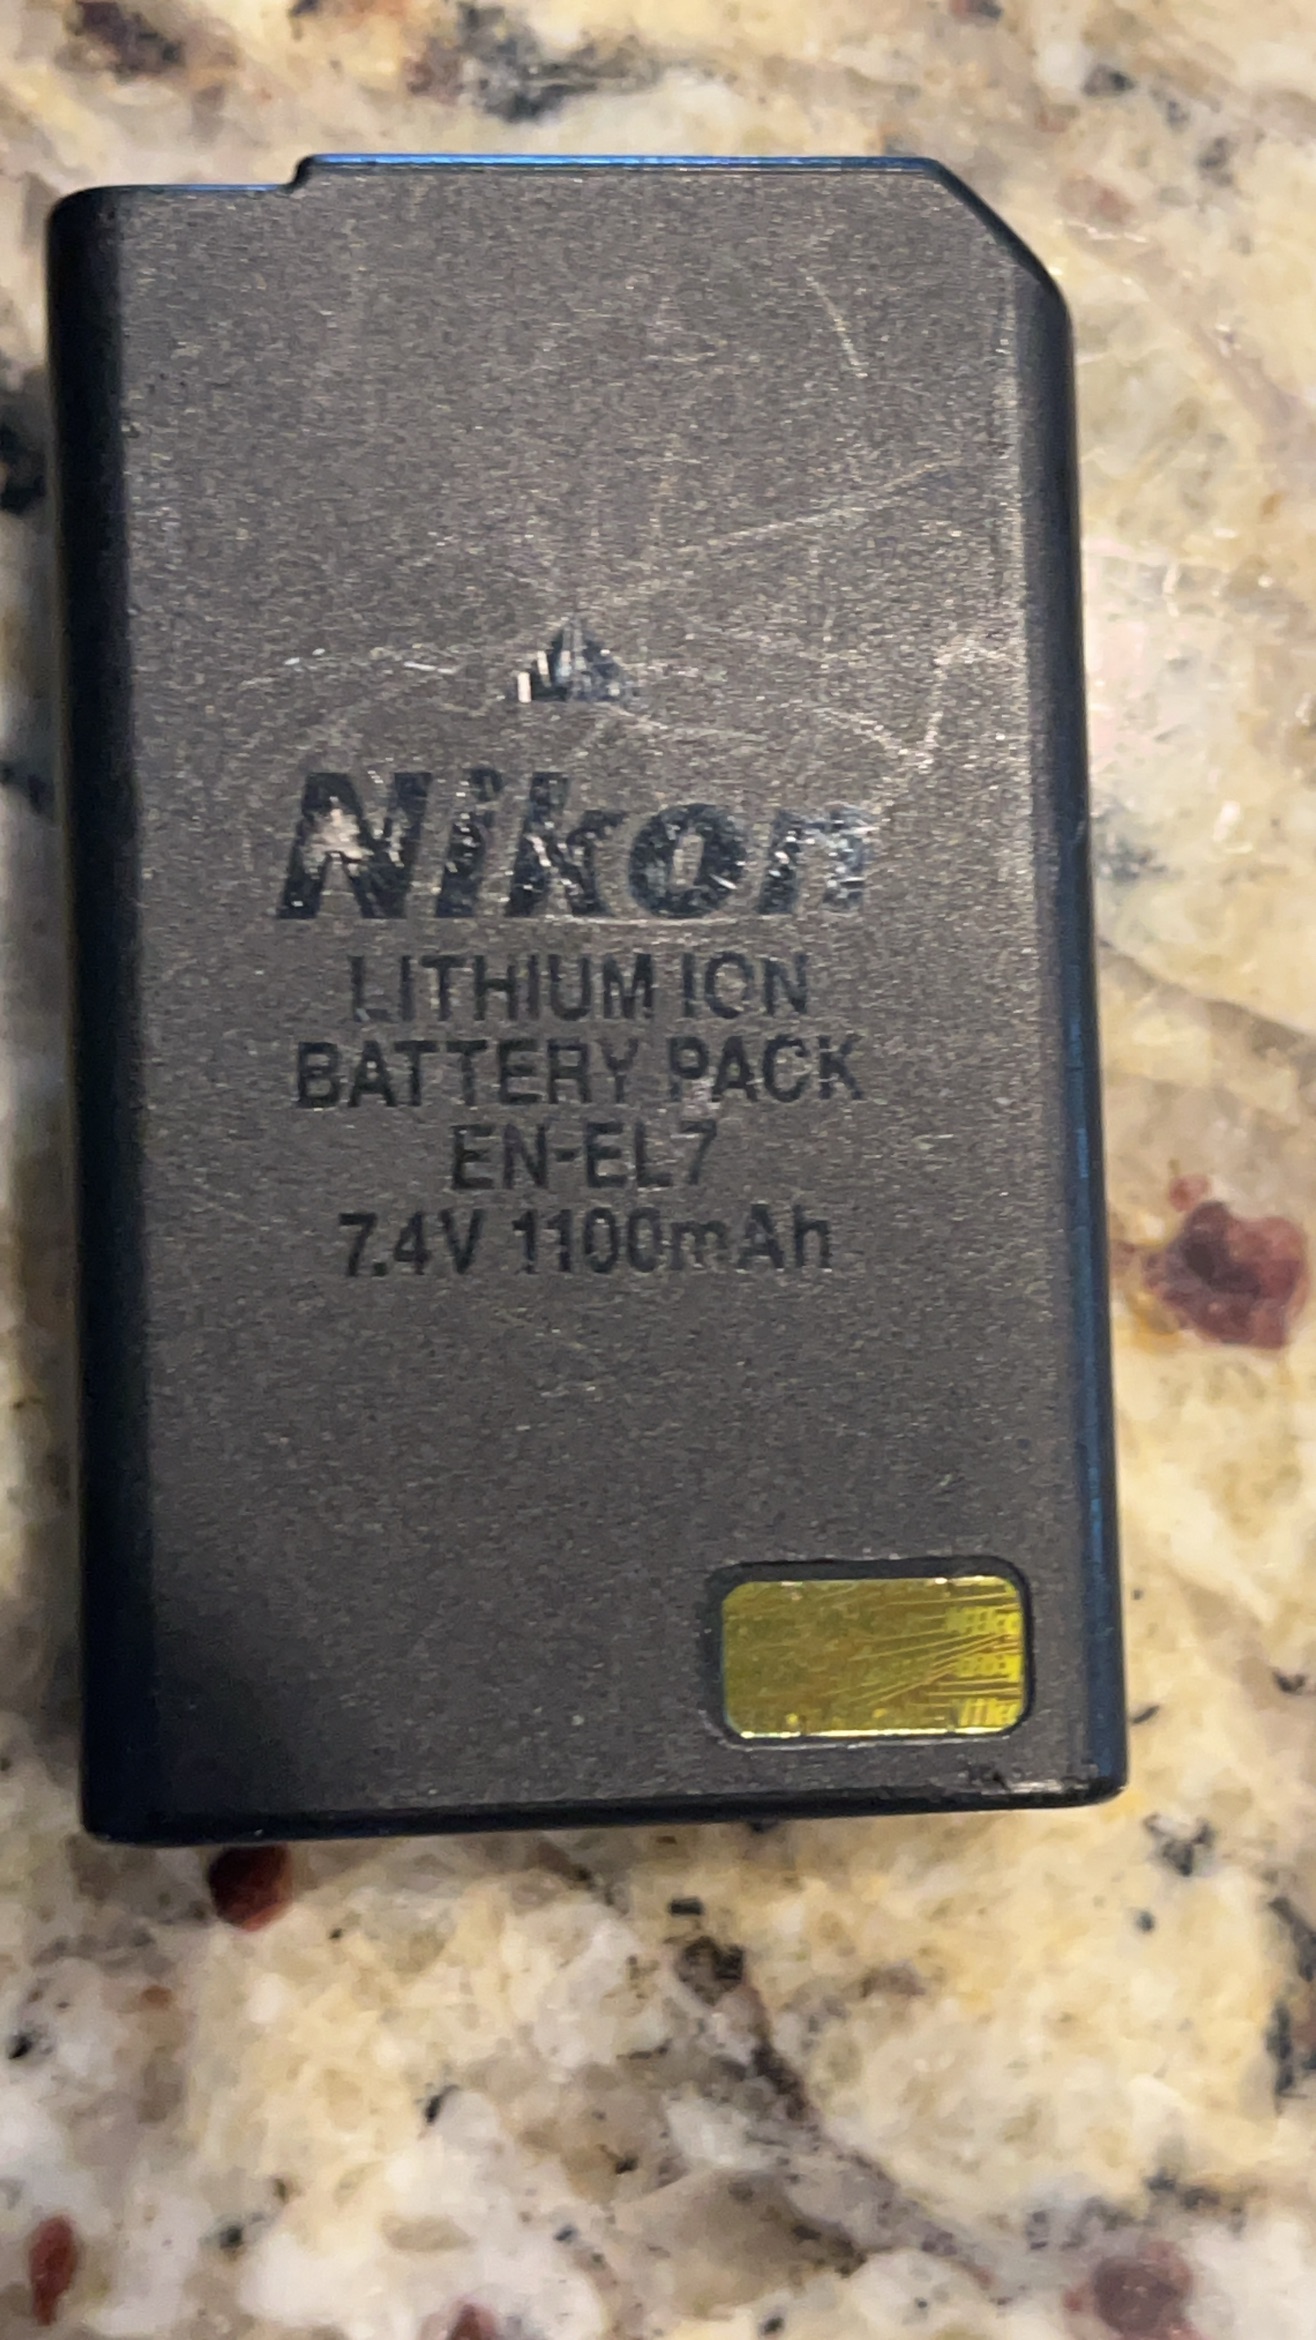 Nikon
LITHIUM ION
BATTERY PACK
EN-EL7
7.4V 1100mAh